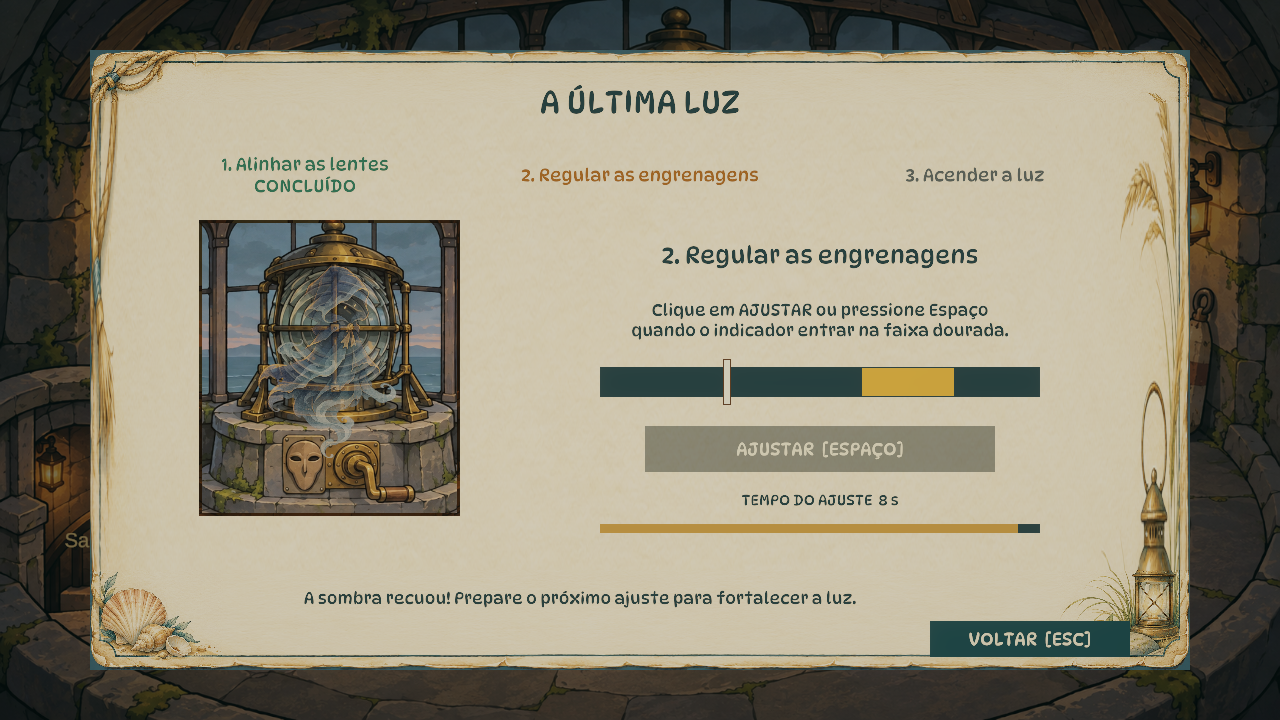 A ÚLTIMA LUZ
1. Alinhar as lentes
CONCLUÍDO
2. Regular as engrenagens
3. Acender a luz
2. Regular as engrenagens
Clique em AJUSTAR ou pressione Espaço
quando o indicador entrar na faixa dourada.
AJUSTAR [ESPAÇO]
TEMPO DO AJUSTE 8 s
Sa
A sombra recuou! Prepare o próximo ajuste para fortalecer a luz.
VOLTAR [ESC]